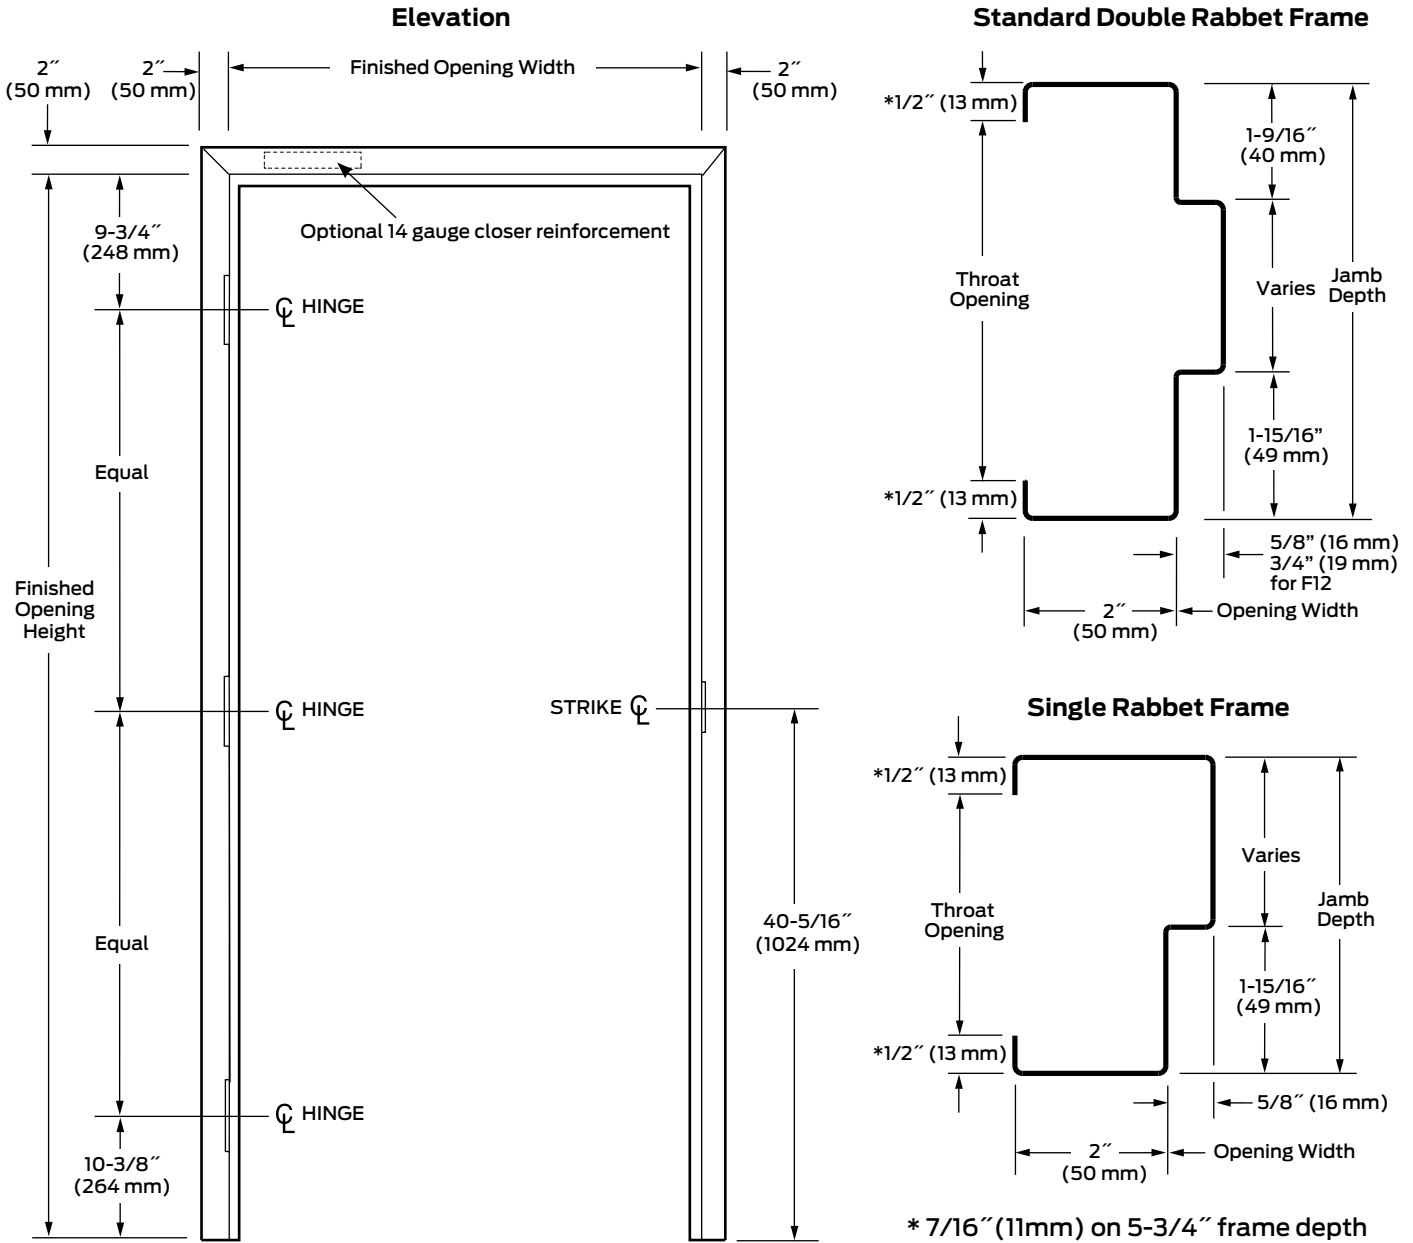 Elevation
2˝
(50 mm)
2˝
(50 mm)
Finished Opening Width
2˝
(50 mm)
9-3/4˝
(248 mm)
Optional 14 gauge closer reinforcement
℄ HINGE
Equal
Finished
Opening
Height
℄ HINGE
STRIKE ℄
Equal
40-5/16˝
(1024 mm)
℄ HINGE
10-3/8˝
(264 mm)
Standard Double Rabbet Frame
*1/2˝ (13 mm)
1-9/16˝
(40 mm)
Throat
Opening
Varies
Jamb
Depth
1-15/16”
(49 mm)
*1/2˝ (13 mm)
5/8” (16 mm)
3/4” (19 mm)
for F12
2˝
(50 mm)
Opening Width
Single Rabbet Frame
*1/2˝ (13 mm)
Varies
Throat
Opening
Jamb
Depth
1-15/16˝
(49 mm)
*1/2˝ (13 mm)
5/8˝ (16 mm)
2˝
(50 mm)
Opening Width
* 7/16˝(11mm) on 5-3/4˝ frame depth